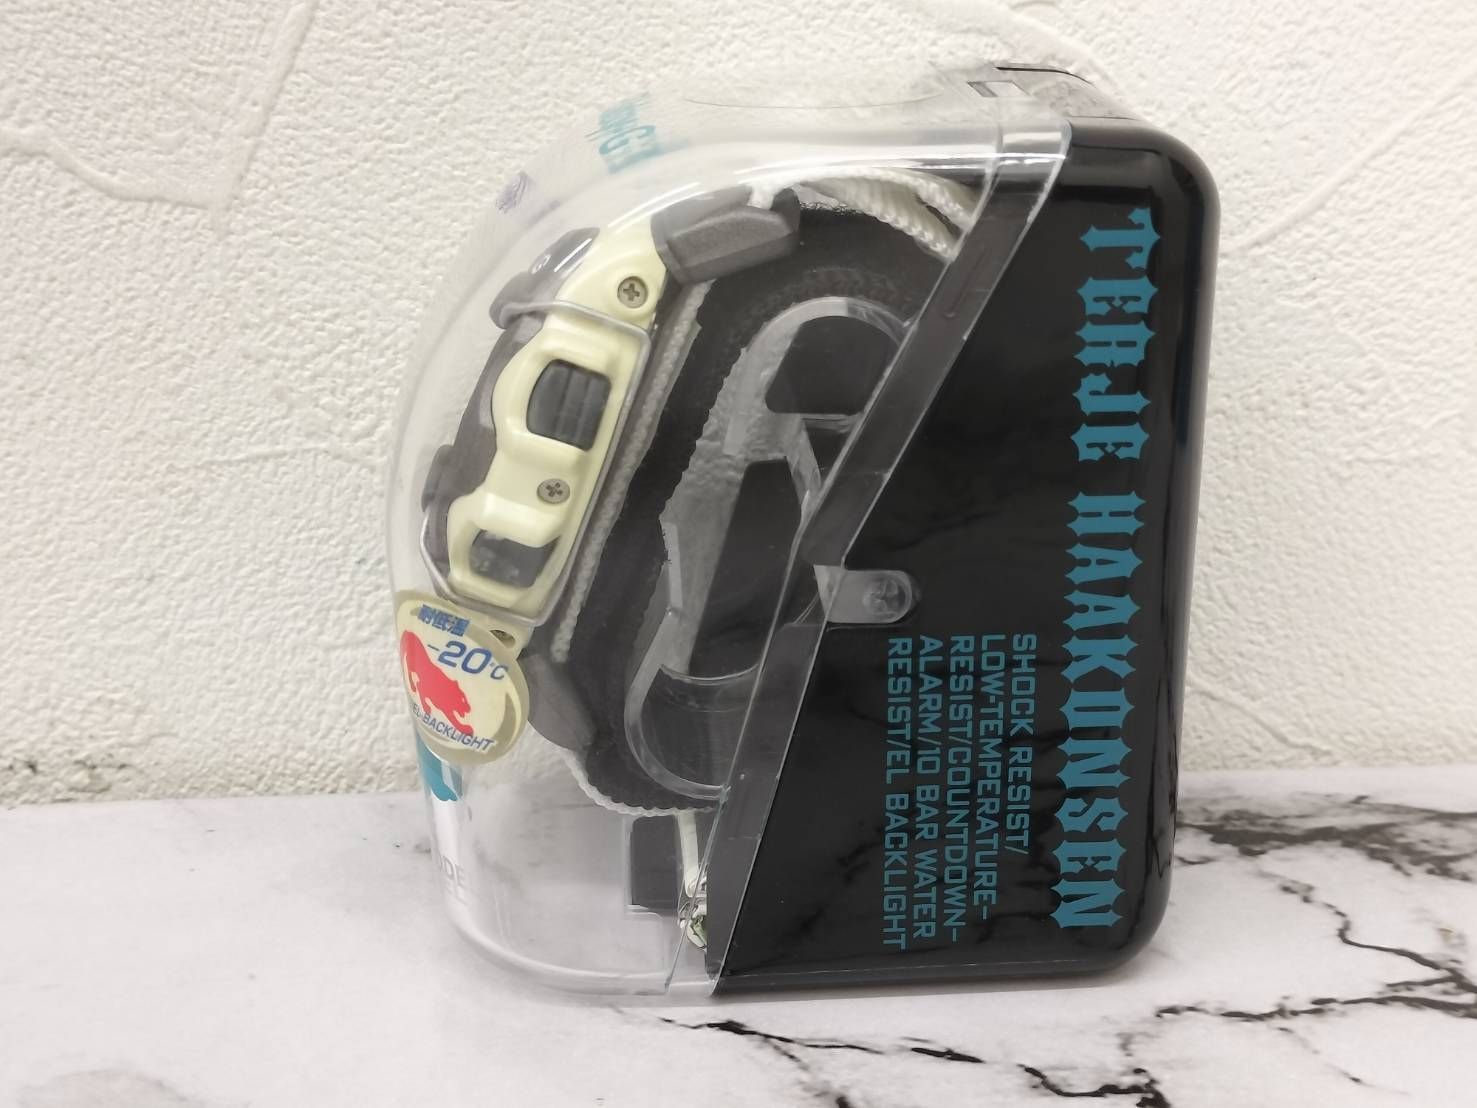 TERJE HAAKONSEN
SHOCK RESIST/
LOW-TEMPERATURE-
RESIST/COUNTDOWN-
ALARM/10 BAR WATER
RESIST/EL BACKLIGHT
耐低温
-20°C
EL-BACKLIGHT